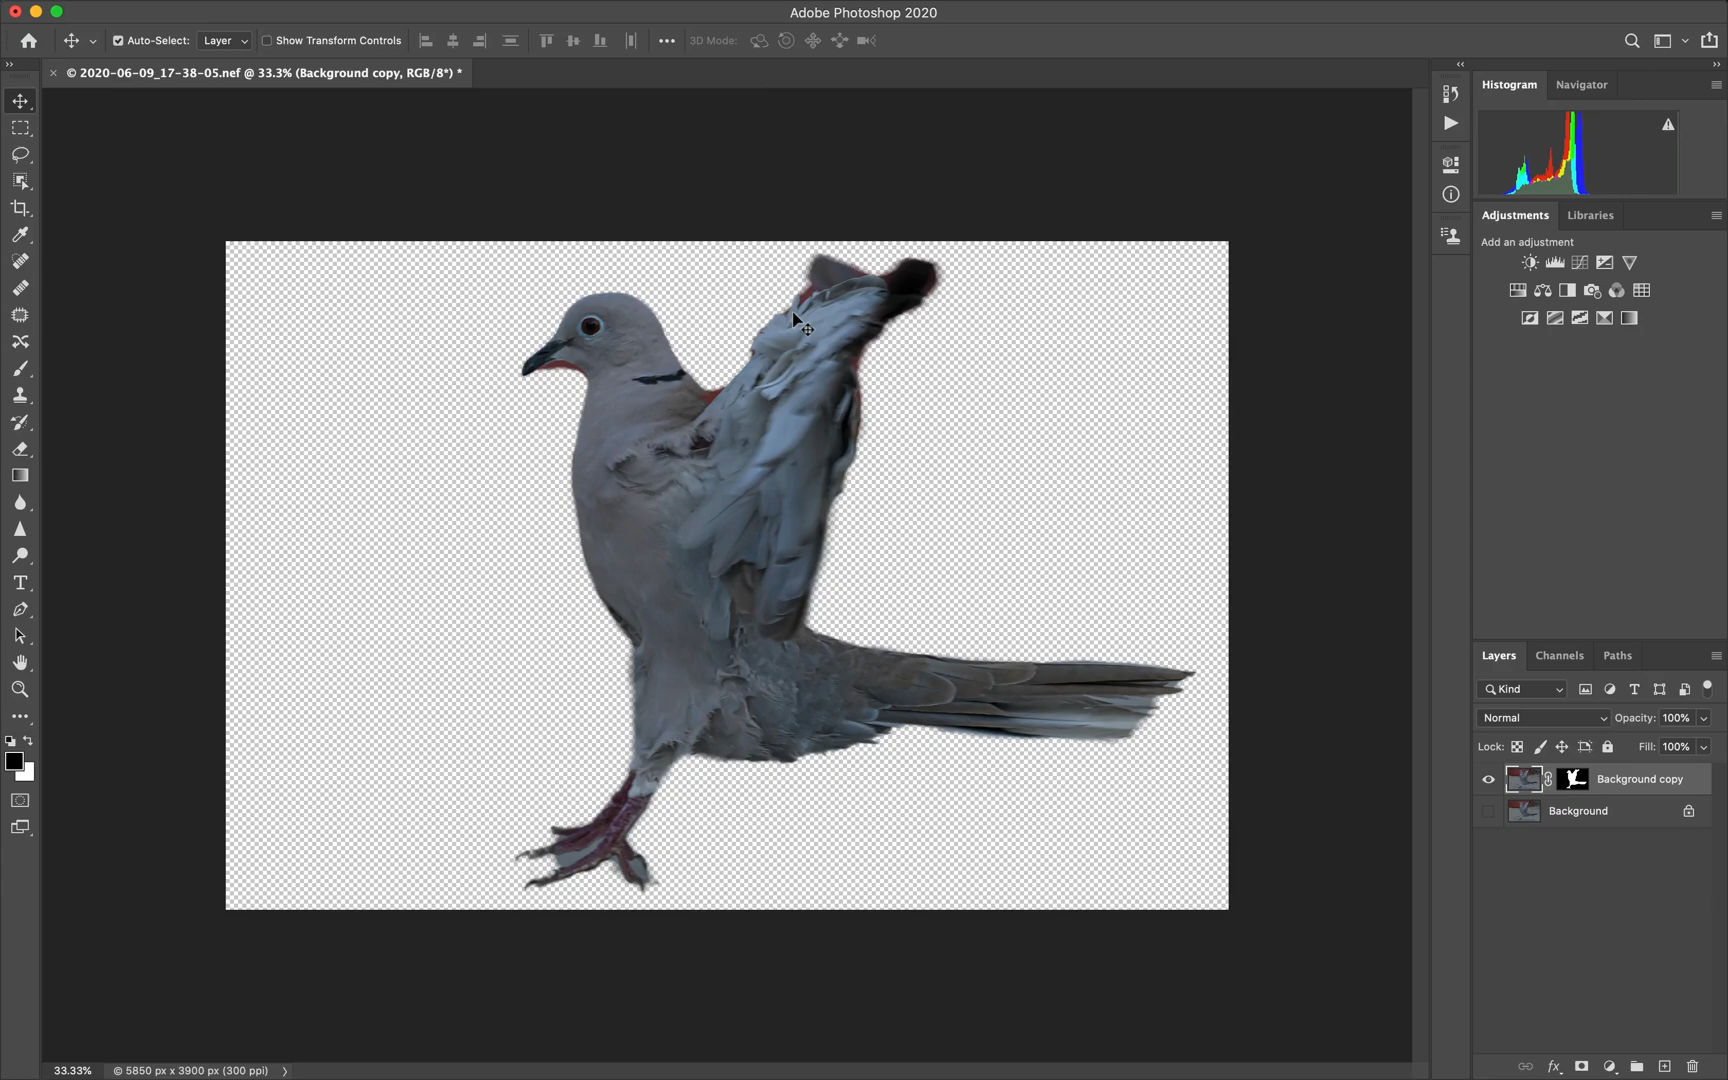 Adobe Photoshop 2020
Auto-Select: Layer Show Transform Controls 3D Mode:
© 2020-06-09_17-38-05.nef @ 33.3% (Background copy, RGB/8*) *
Histogram Navigator
Adjustments Libraries
Add an adjustment
Layers Channels Paths
Kind
Normal Opacity: 100%
Lock: Fill: 100%
Background copy
Background
33.33% © 5850 px x 3900 px (300 ppi)